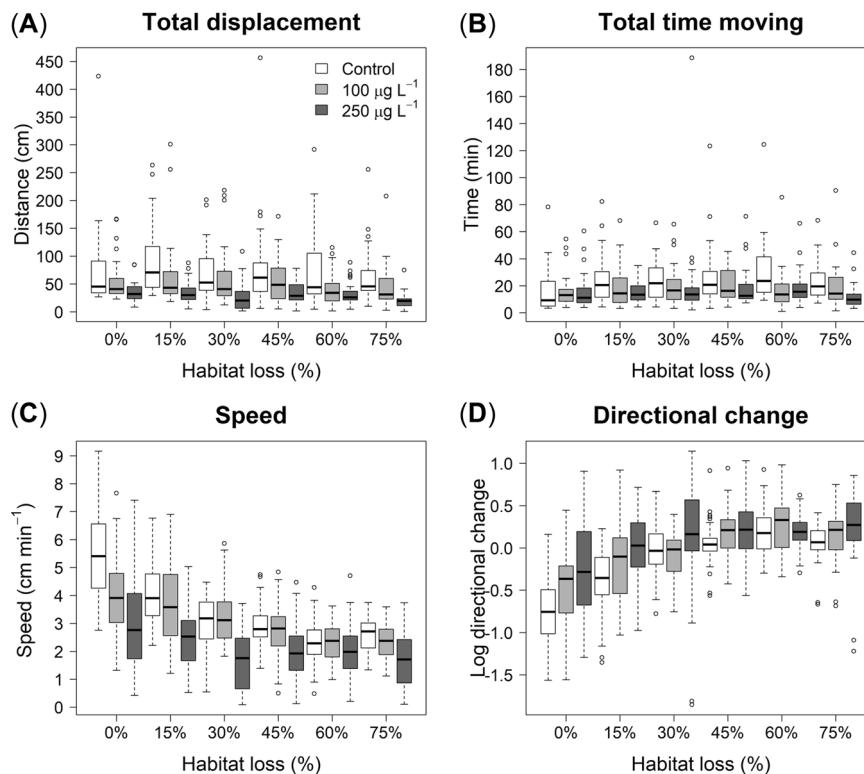 (A) Total displacement
Distance (cm)
450
400
350
300
250
200
150
100
50
0
Control
100 µg L⁻¹
250 µg L⁻¹
0% 15% 30% 45% 60% 75%
Habitat loss (%)
(B) Total time moving
Time (min)
180
160
140
120
100
80
60
40
20
0
0% 15% 30% 45% 60% 75%
Habitat loss (%)
(C) Speed
Speed (cm min⁻¹)
9
8
7
6
5
4
3
2
1
0
0% 15% 30% 45% 60% 75%
Habitat loss (%)
(D) Directional change
Log directional change
1.0
0.5
0.0
-0.5
-1.0
-1.5
0% 15% 30% 45% 60% 75%
Habitat loss (%)